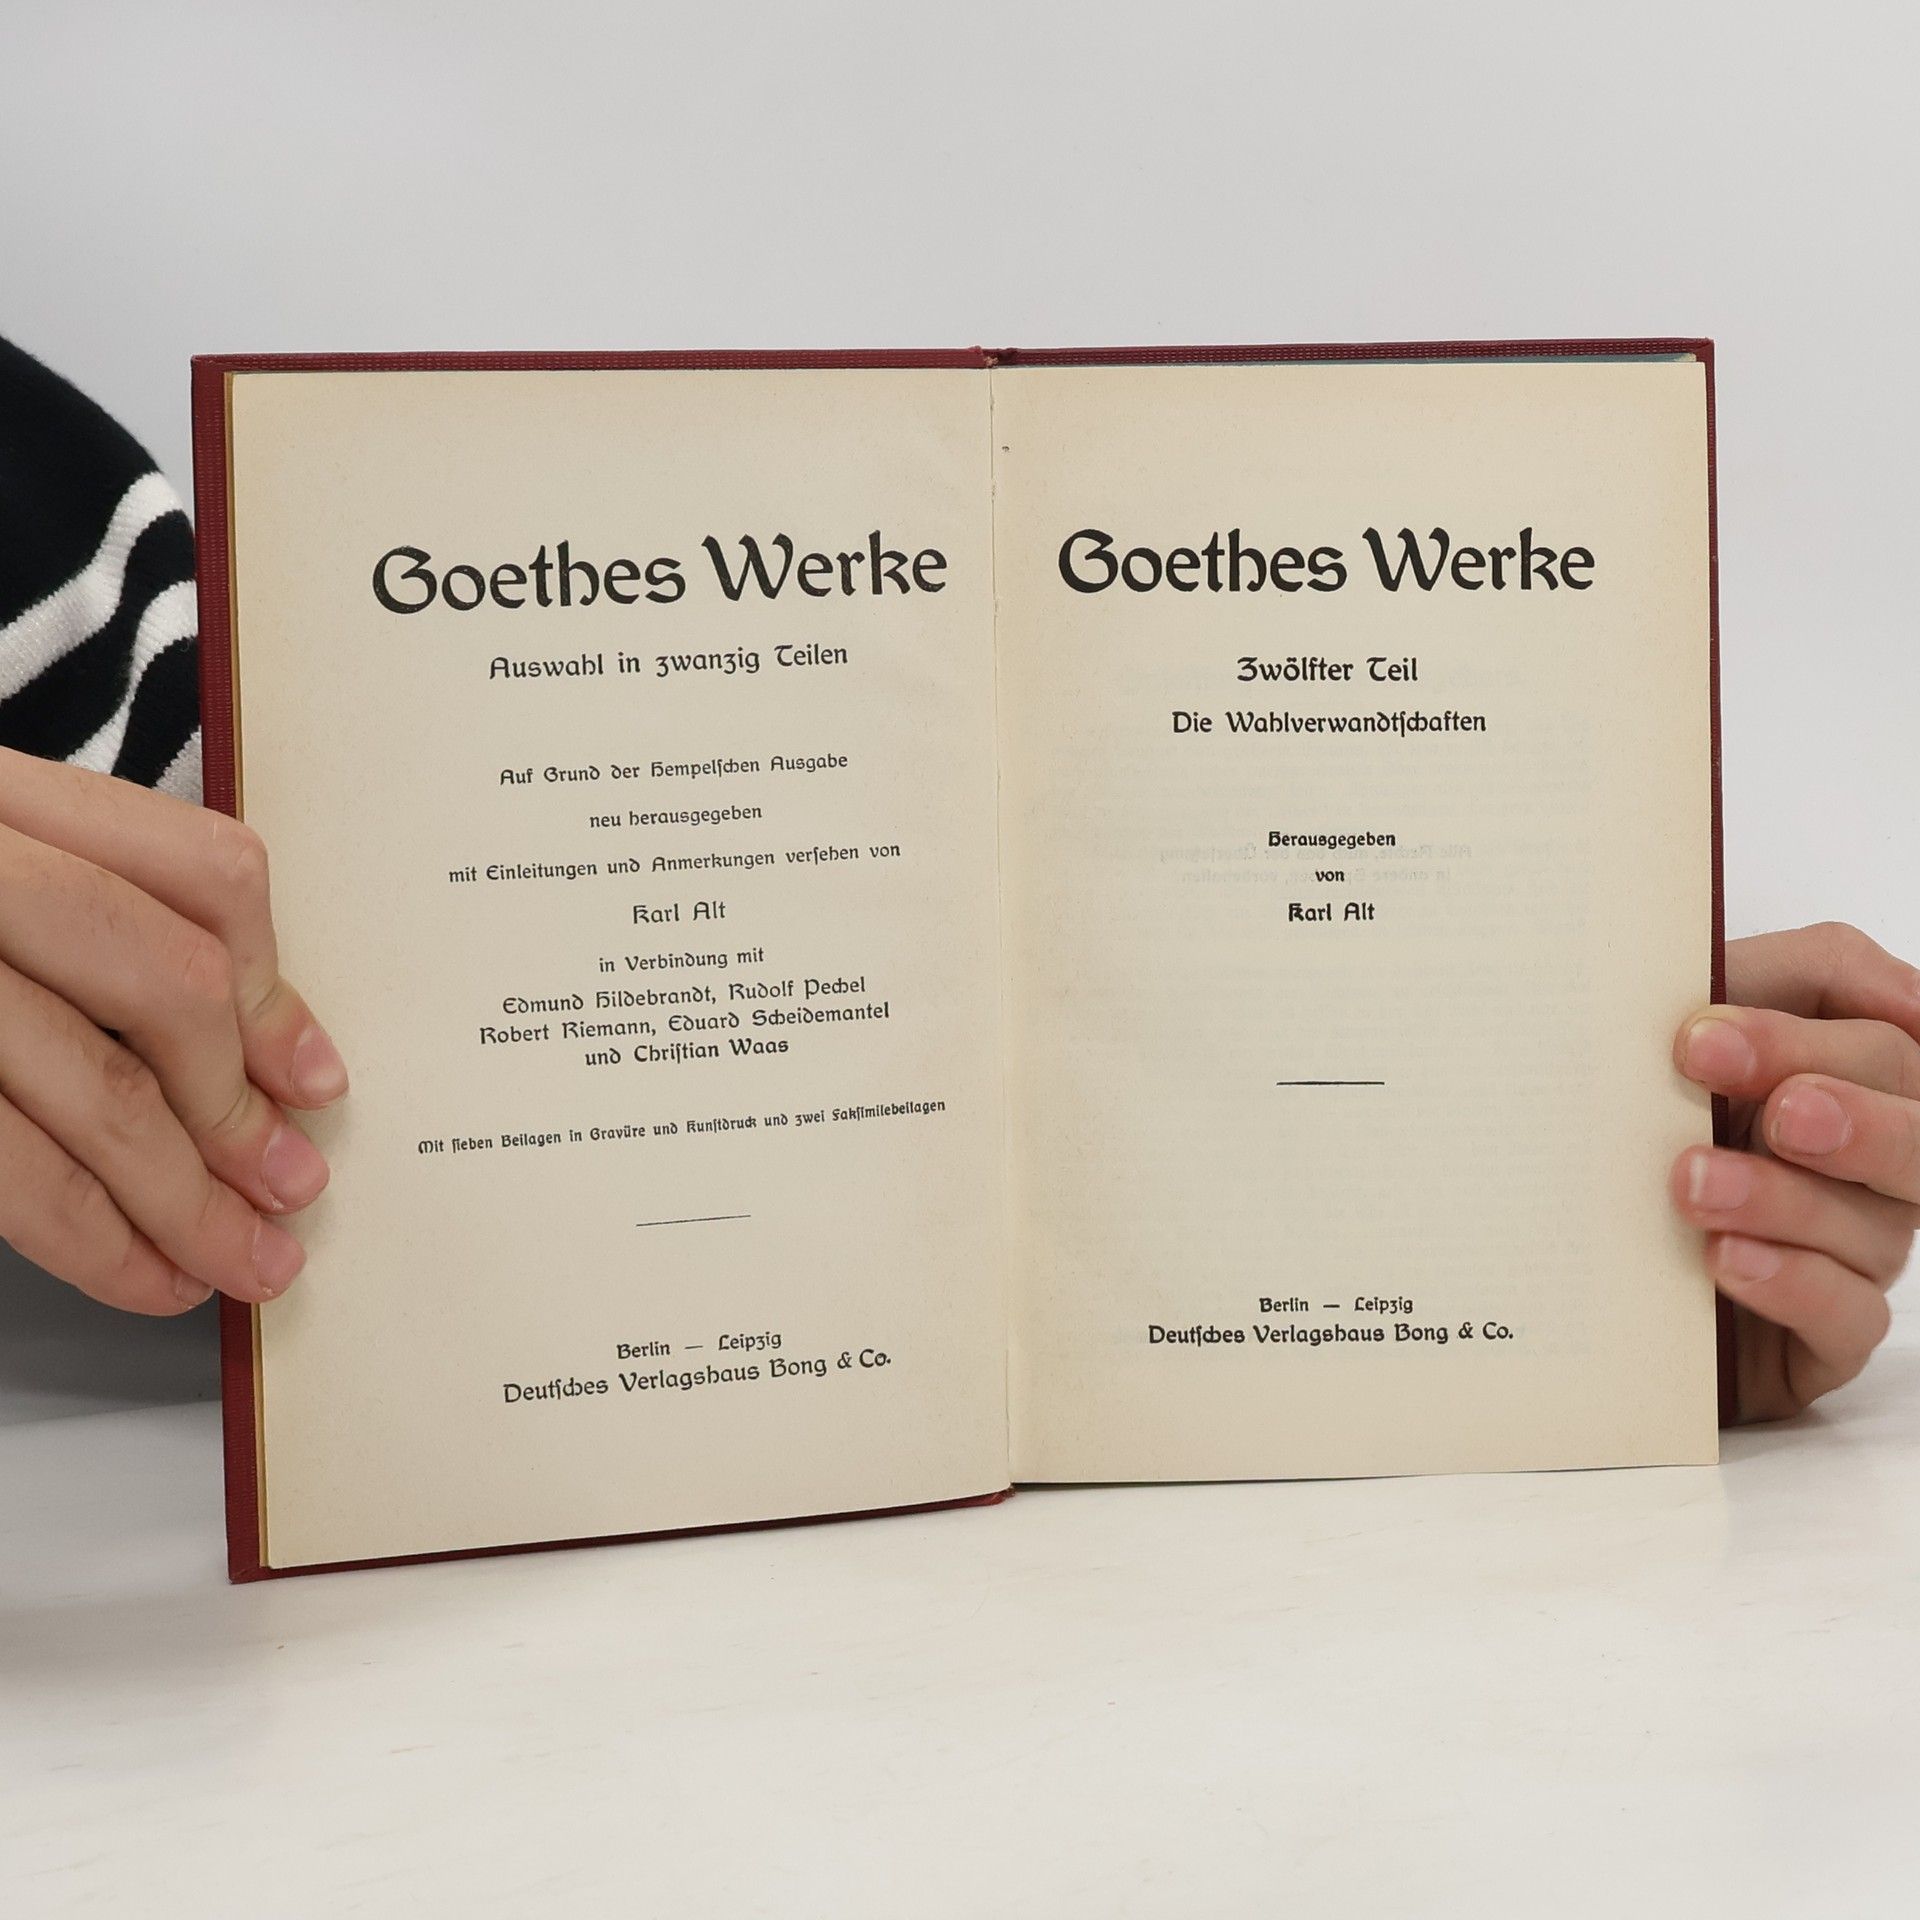 Goethes Werke
Auswahl in zwanzig Teilen
Auf Grund der Hempelſchen Ausgabe
neu herausgegeben
mit Einleitungen und Anmerkungen verſehen von
Karl Alt
in Verbindung mit
Edmund Hildebrandt, Rudolf Pechel
Robert Riemann, Eduard Scheidemantel
und Chriſtian Waas
Mit ſieben Beilagen in Gravüre und Kunſtdruck und zwei Fakſimilebeilagen
Berlin — Leipzig
Deutſches Verlagshaus Bong & Co.
Goethes Werke
Zwölfter Teil
Die Wahlverwandtſchaften
Herausgegeben
von
Karl Alt
Berlin — Leipzig
Deutſches Verlagshaus Bong & Co.